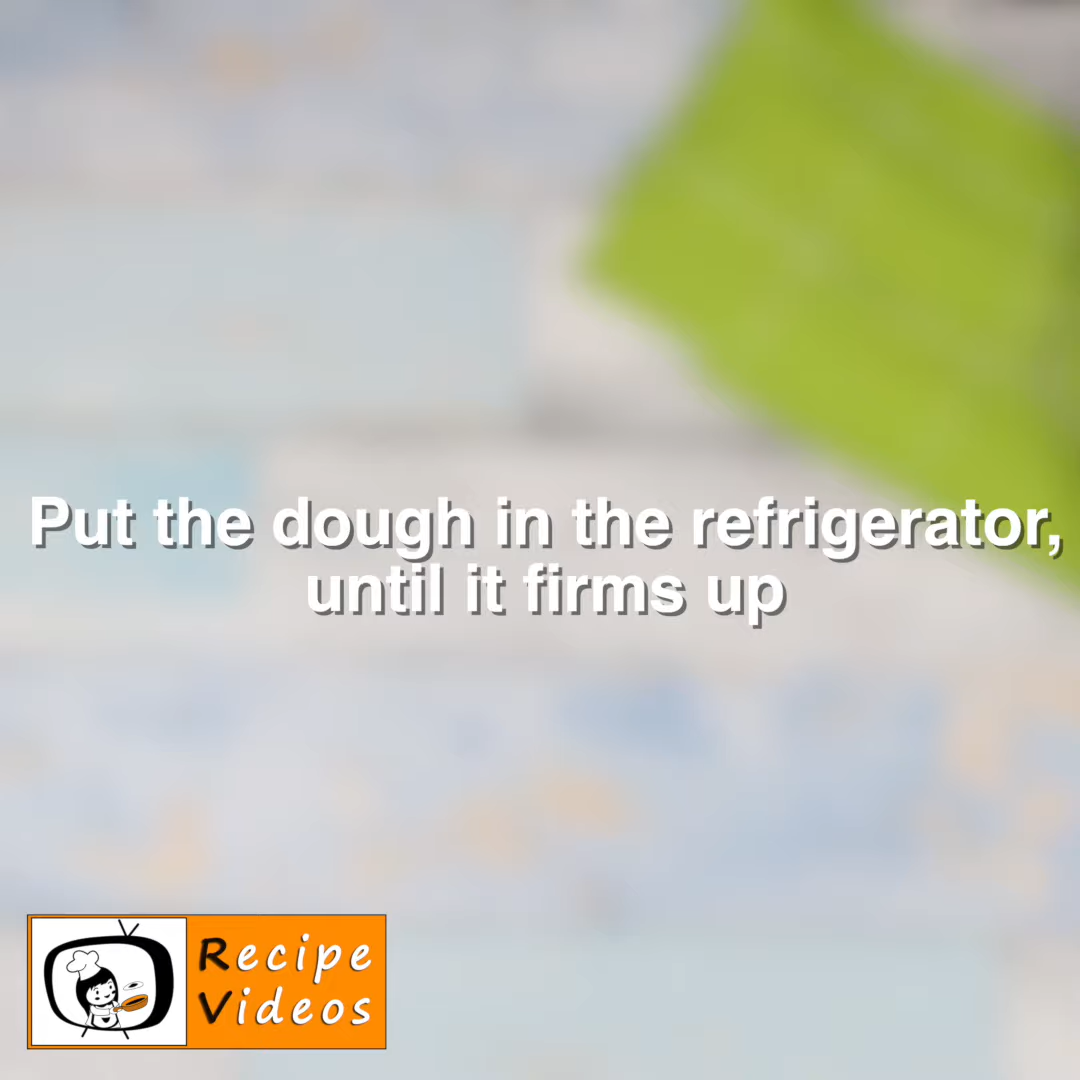 Put the dough in the refrigerator,
until it firms up
Recipe
Videos